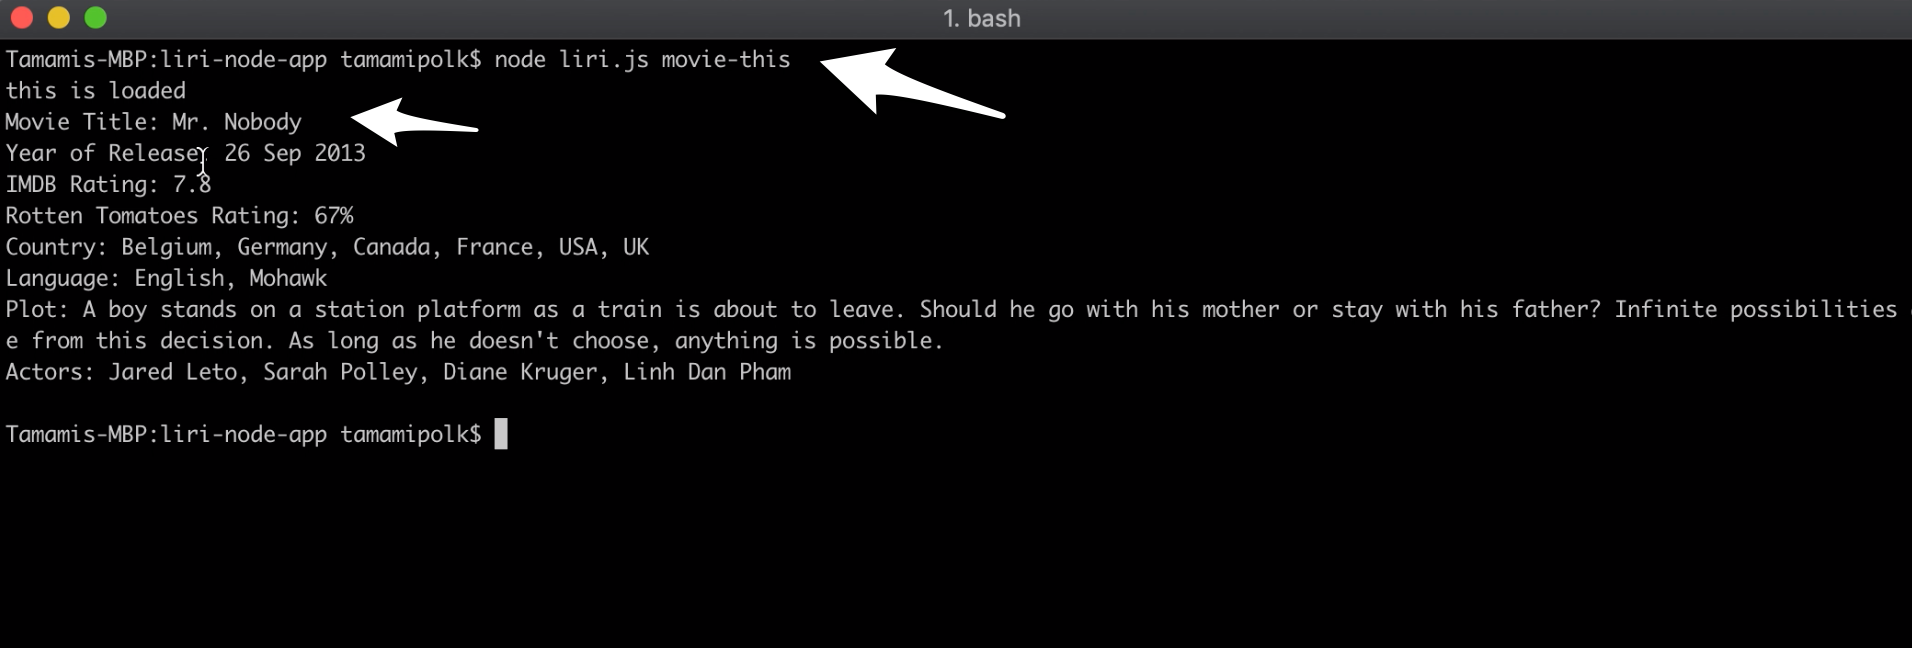 1. bash
Tamamis-MBP:liri-node-app tamamipolk$ node liri.js movie-this
this is loaded
Movie Title: Mr. Nobody
Year of Release: 26 Sep 2013
IMDB Rating: 7.8
Rotten Tomatoes Rating: 67%
Country: Belgium, Germany, Canada, France, USA, UK
Language: English, Mohawk
Plot: A boy stands on a station platform as a train is about to leave. Should he go with his mother or stay with his father? Infinite possibilities
e from this decision. As long as he doesn't choose, anything is possible.
Actors: Jared Leto, Sarah Polley, Diane Kruger, Linh Dan Pham
Tamamis-MBP:liri-node-app tamamipolk$